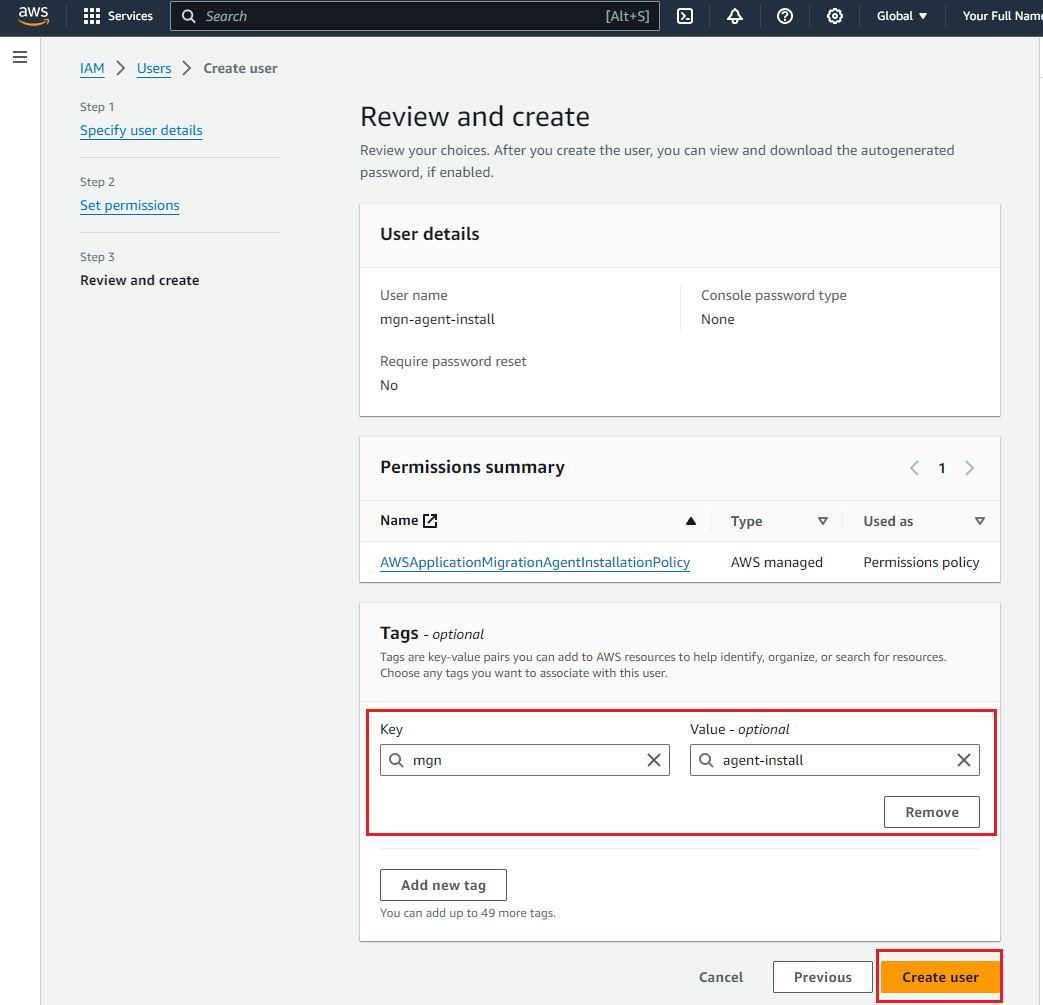 aws Services Search [Alt+S] Global Your Full Name
IAM Users Create user
Step 1
Specify user details
Step 2
Set permissions
Step 3
Review and create
Review and create
Review your choices. After you create the user, you can view and download the autogenerated
password, if enabled.
User details
User name
mgn-agent-install
Console password type
None
Require password reset
No
Permissions summary 1
Name Type Used as
AWSApplicationMigrationAgentInstallationPolicy AWS managed Permissions policy
Tags - optional
Tags are key-value pairs you can add to AWS resources to help identify, organize, or search for resources.
Choose any tags you want to associate with this user.
Key Value - optional
mgn agent-install
Remove
Add new tag
You can add up to 49 more tags.
Cancel Previous Create user